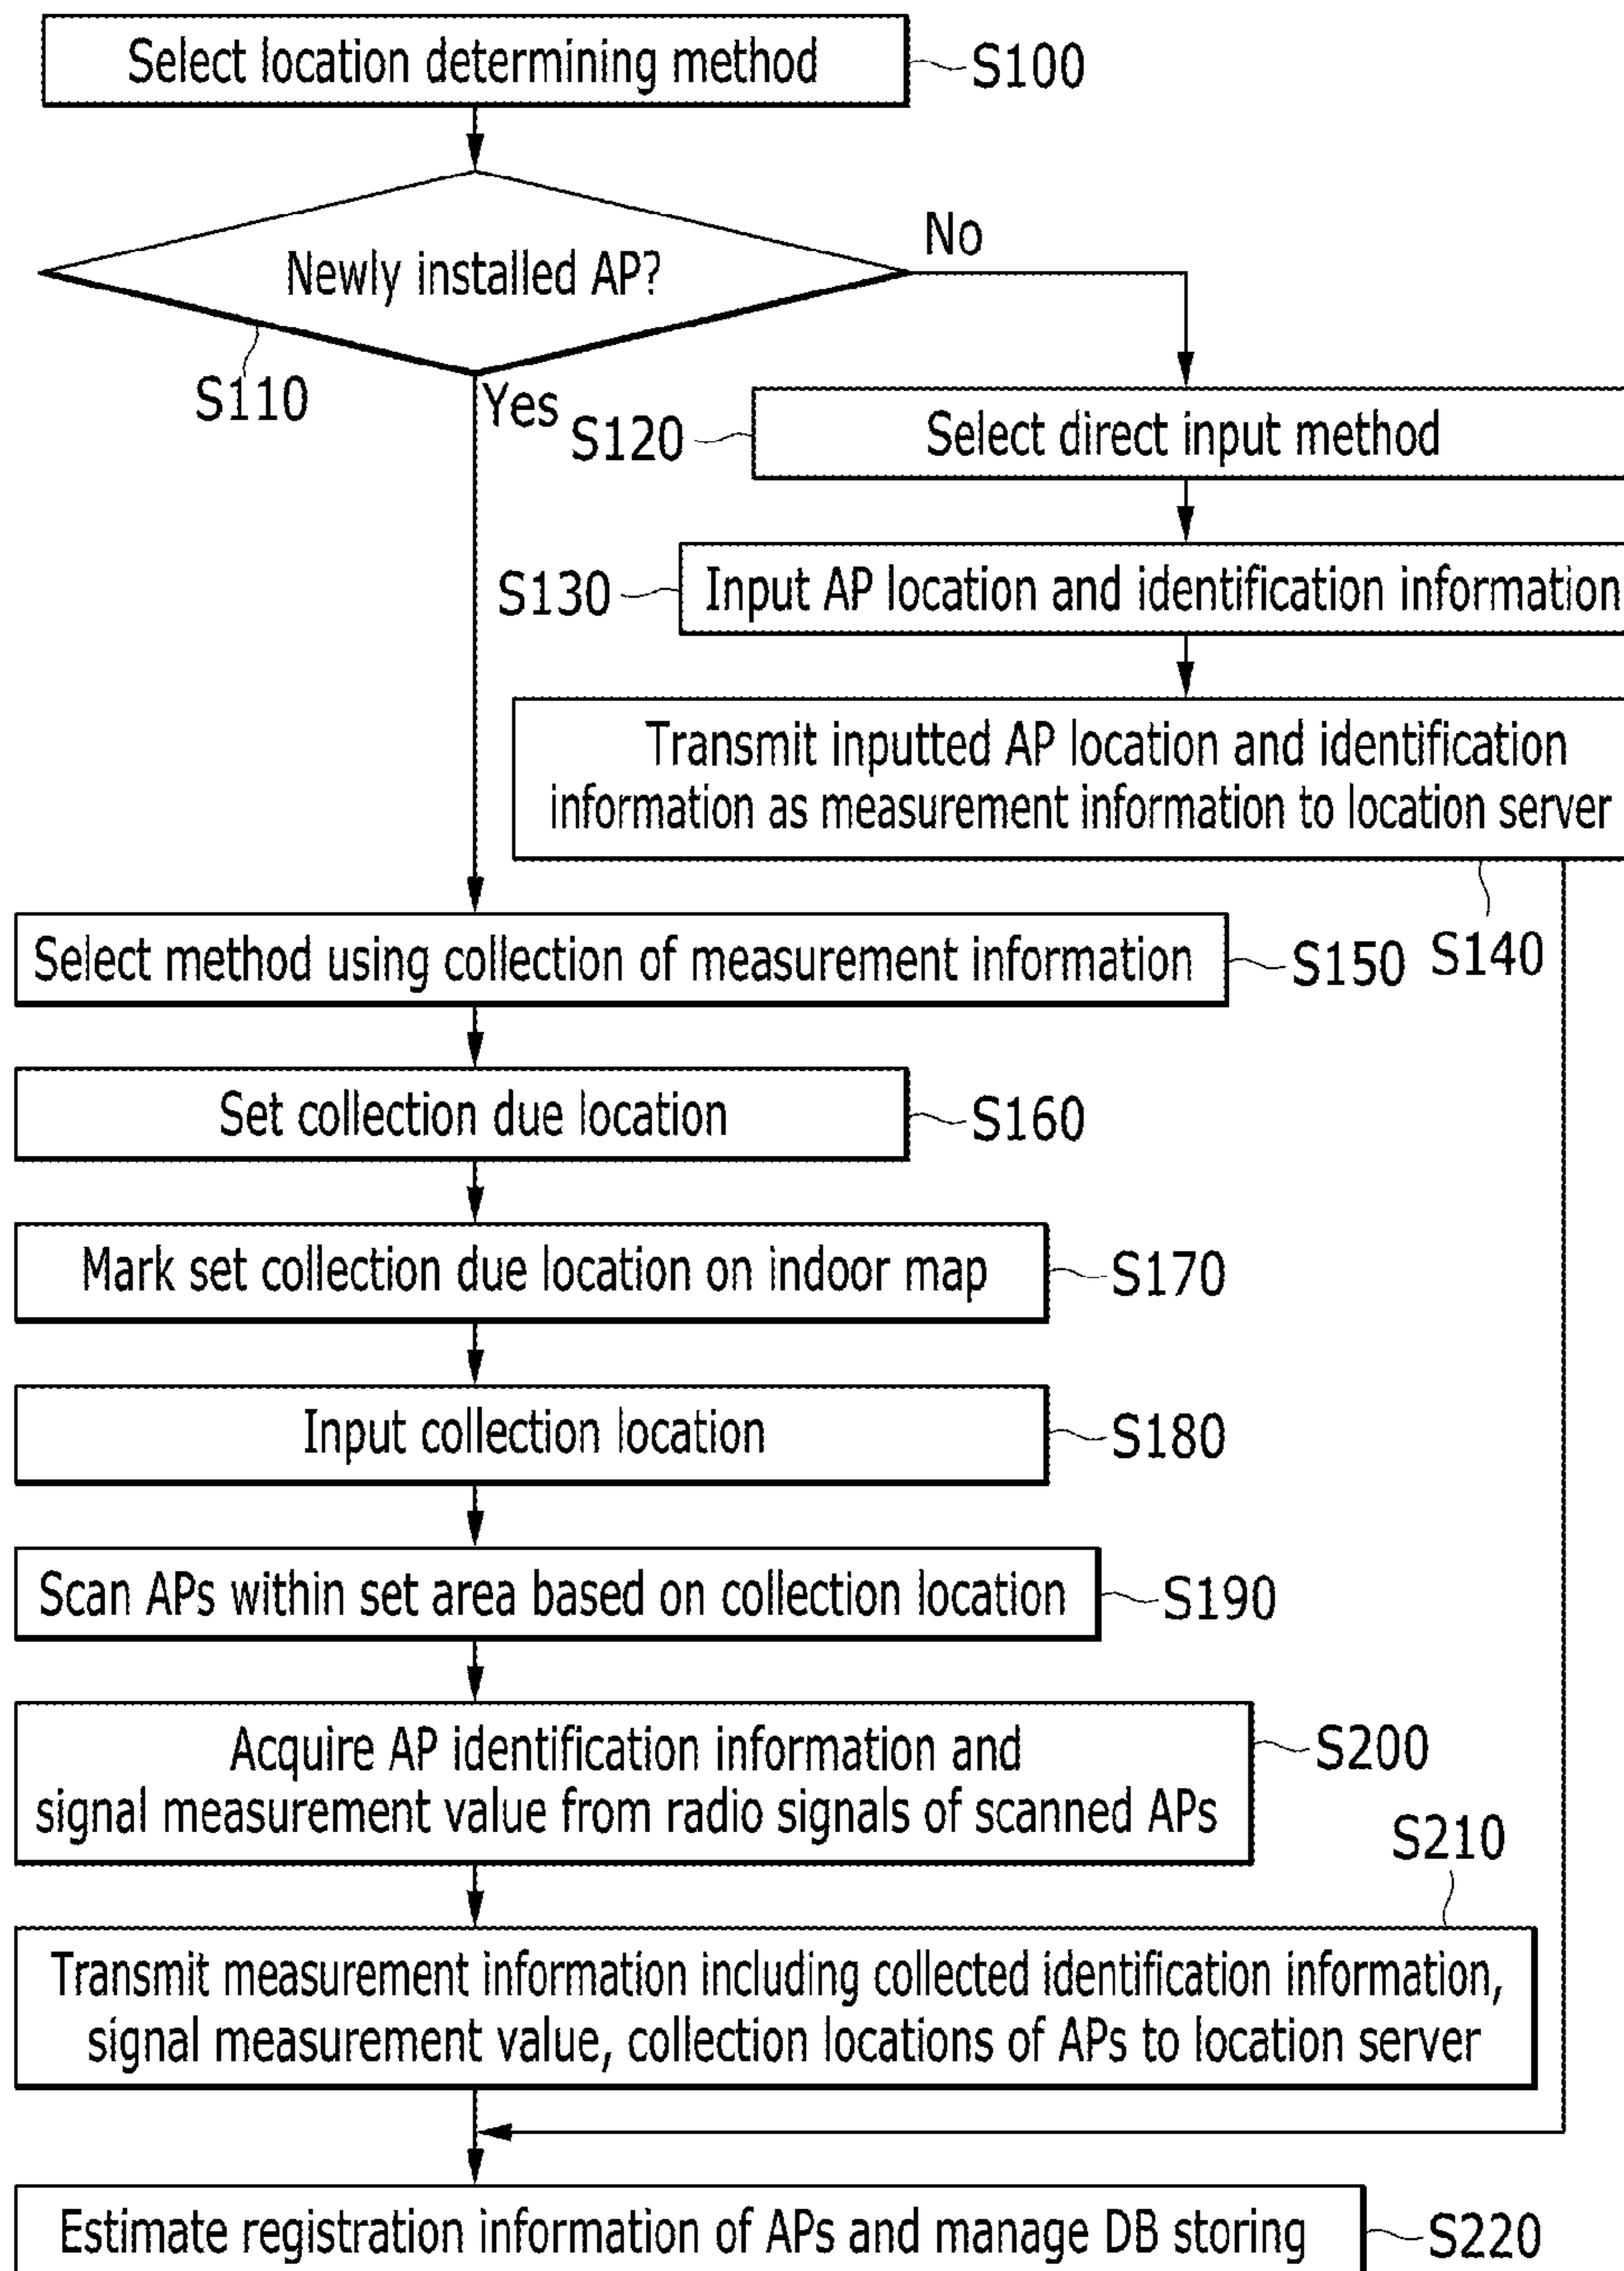 Select location determining method
S100
Newly installed AP?
No
S110
Yes
S120
Select direct input method
S130
Input AP location and identification information
Transmit inputted AP location and identification
information as measurement information to location server
S140
Select method using collection of measurement information
S150
Set collection due location
S160
Mark set collection due location on indoor map
S170
Input collection location
S180
Scan APs within set area based on collection location
S190
Acquire AP identification information and
signal measurement value from radio signals of scanned APs
S200
S210
Transmit measurement information including collected identification information,
signal measurement value, collection locations of APs to location server
Estimate registration information of APs and manage DB storing
S220